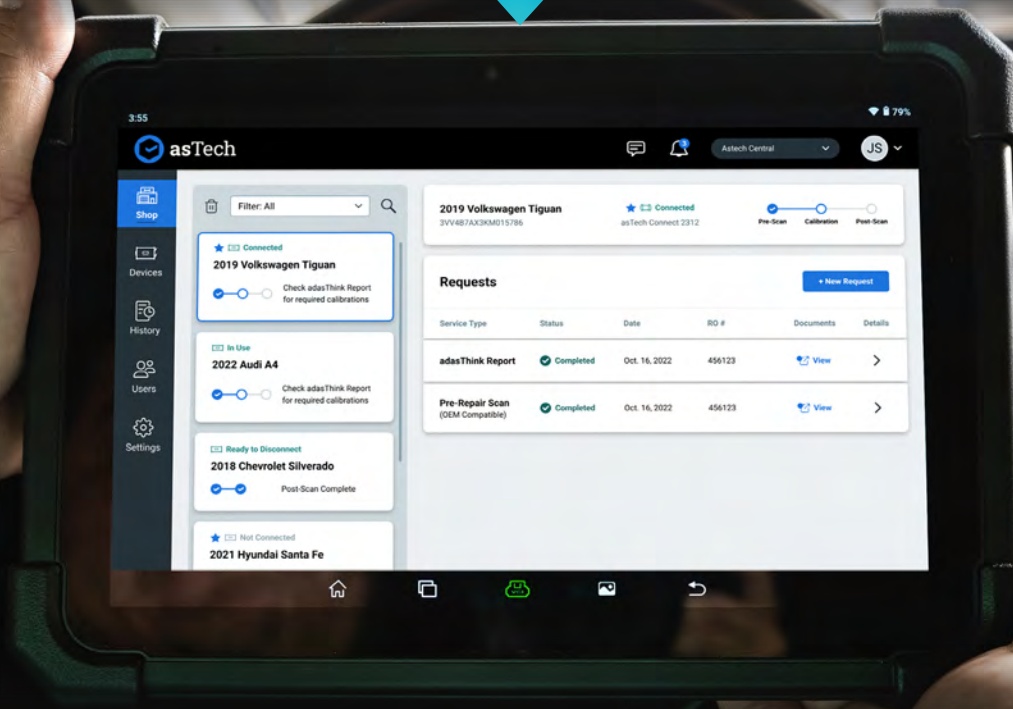 3:55
79%
asTech
3
Astech Central
JS
Shop
Devices
History
Users
Settings
Filter: All
Connected
2019 Volkswagen Tiguan
Check adasThink Report
for required calibrations
In Use
2022 Audi A4
Check adasThink Report
for required calibrations
Ready to Disconnect
2018 Chevrolet Silverado
Post-Scan Complete
Not Connected
2021 Hyundai Santa Fe
2019 Volkswagen Tiguan
3VV4B7AX3KM015786
Connected
asTech Connect 2312
Pre-Scan
Calibration
Post-Scan
Requests
+ New Request
Service Type Status Date RO # Documents Details
adasThink Report Completed Oct. 16, 2022 456123 View
Pre-Repair Scan
(OEM Compatible)
Completed Oct. 16, 2022 456123 View
VCI